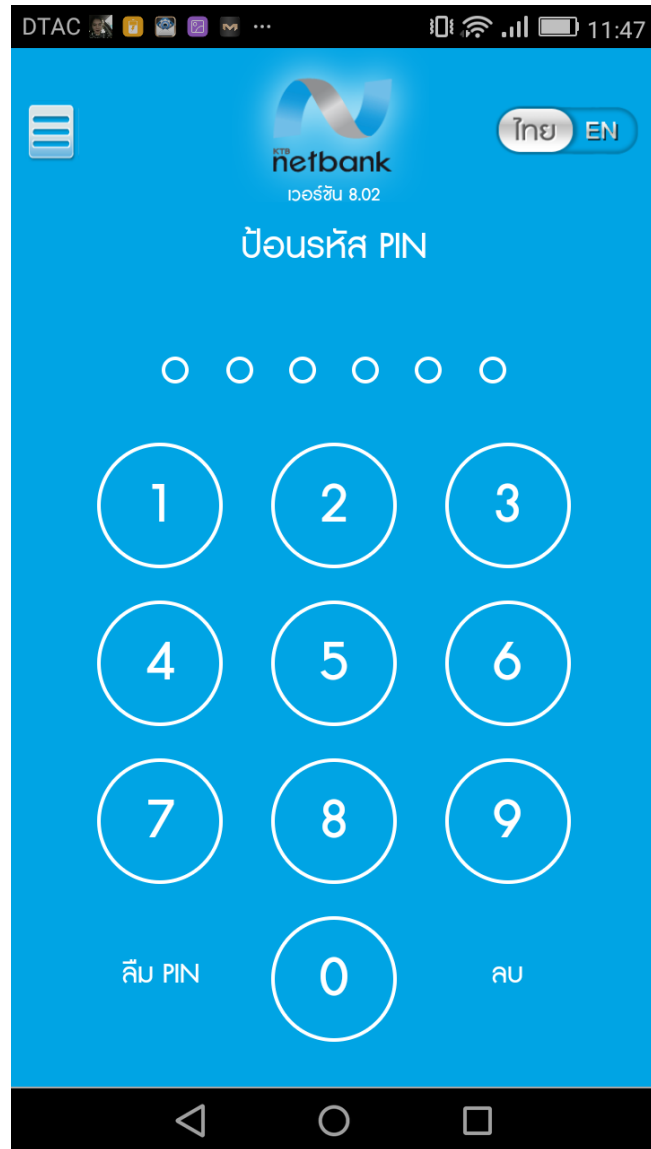 DTAC ... 11:47
ไทย EN
KTB
netbank
เวอร์ชัน 8.02
ป้อนรหัส PIN
1 2 3
4 5 6
7 8 9
ลืม PIN 0 ลบ